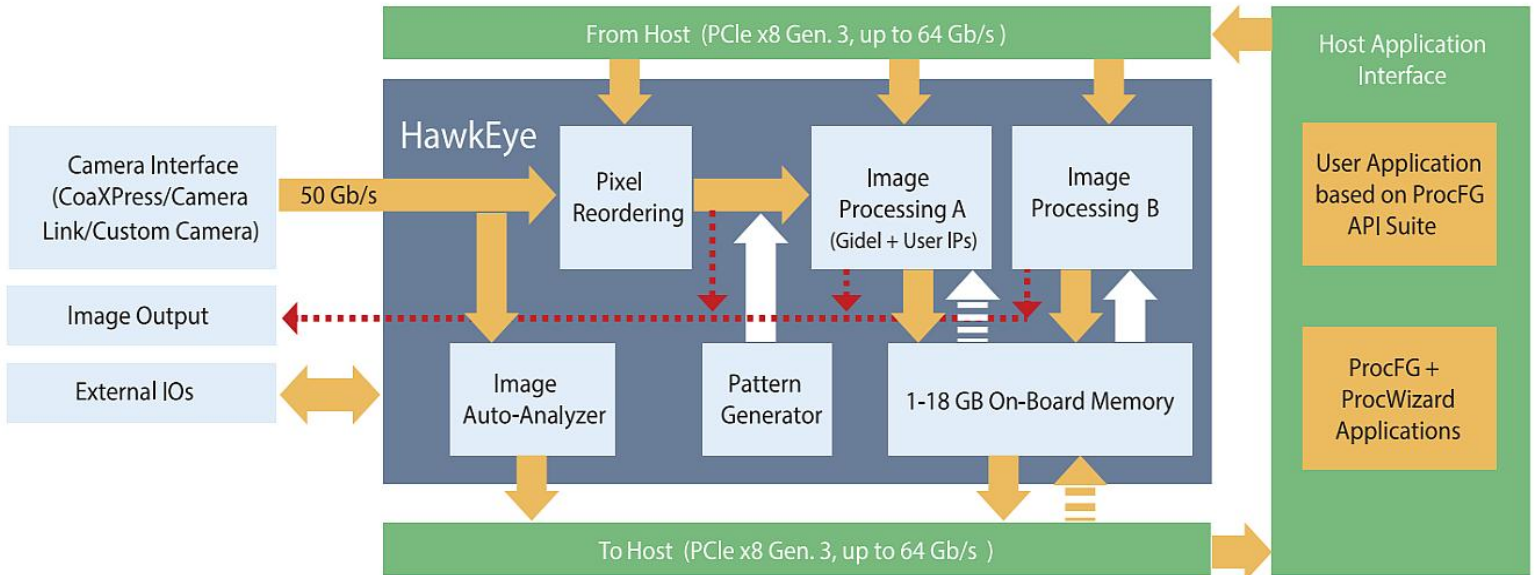 From Host (PCIe x8 Gen. 3, up to 64 Gb/s )
Host Application
Interface
HawkEye
Camera Interface
(CoaXPress/Camera
Link/Custom Camera)
50 Gb/s
Pixel
Reordering
Image
Processing A
(Gidel + User IPs)
Image
Processing B
User Application
based on ProcFG
API Suite
Image Output
External IOs
Image
Auto-Analyzer
Pattern
Generator
1-18 GB On-Board Memory
ProcFG +
ProcWizard
Applications
To Host (PCIe x8 Gen. 3, up to 64 Gb/s )